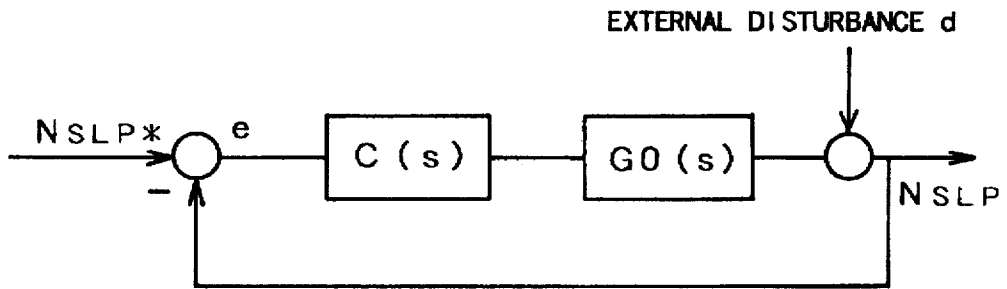 EXTERNAL DISTURBANCE d
NSLP*
e
C(s)
G0(s)
−
NSLP